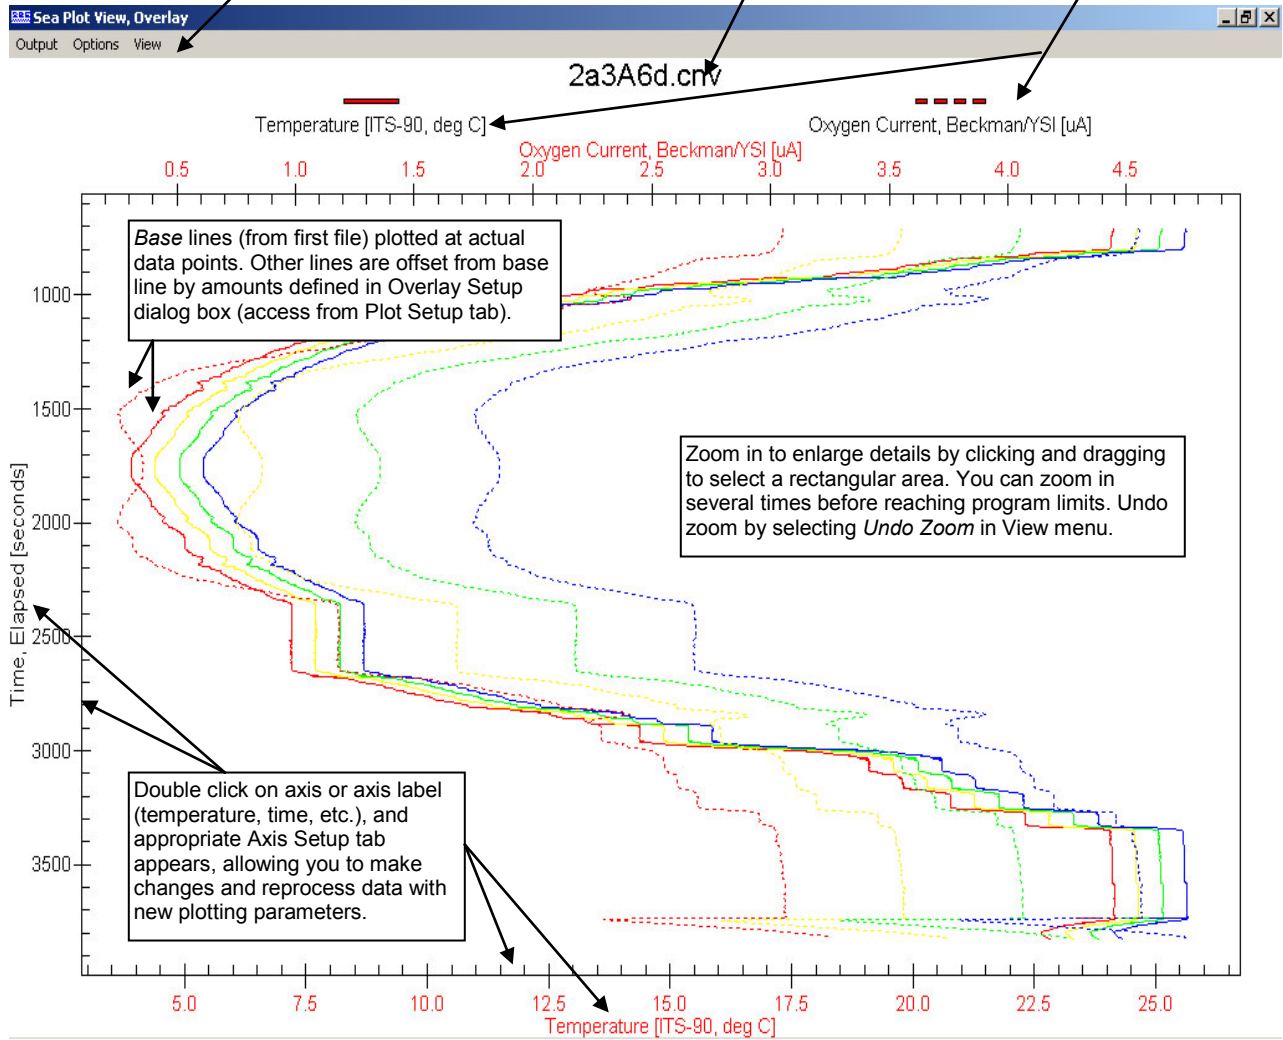 SBE Sea Plot View, Overlay
Output Options View
2a3A6d.cnv
Temperature [ITS-90, deg C]
Oxygen Current, Beckman/YSI [uA]
Oxygen Current, Beckman/YSI [uA]
0.5 1.0 1.5 2.0 2.5 3.0 3.5 4.0 4.5
Base lines (from first file) plotted at actual
data points. Other lines are offset from base
line by amounts defined in Overlay Setup
dialog box (access from Plot Setup tab).
1000
1500
2000
2500
3000
3500
Time, Elapsed [seconds]
Zoom in to enlarge details by clicking and dragging
to select a rectangular area. You can zoom in
several times before reaching program limits. Undo
zoom by selecting Undo Zoom in View menu.
Double click on axis or axis label
(temperature, time, etc.), and
appropriate Axis Setup tab
appears, allowing you to make
changes and reprocess data with
new plotting parameters.
5.0 7.5 10.0 12.5 15.0 17.5 20.0 22.5 25.0
Temperature [ITS-90, deg C]